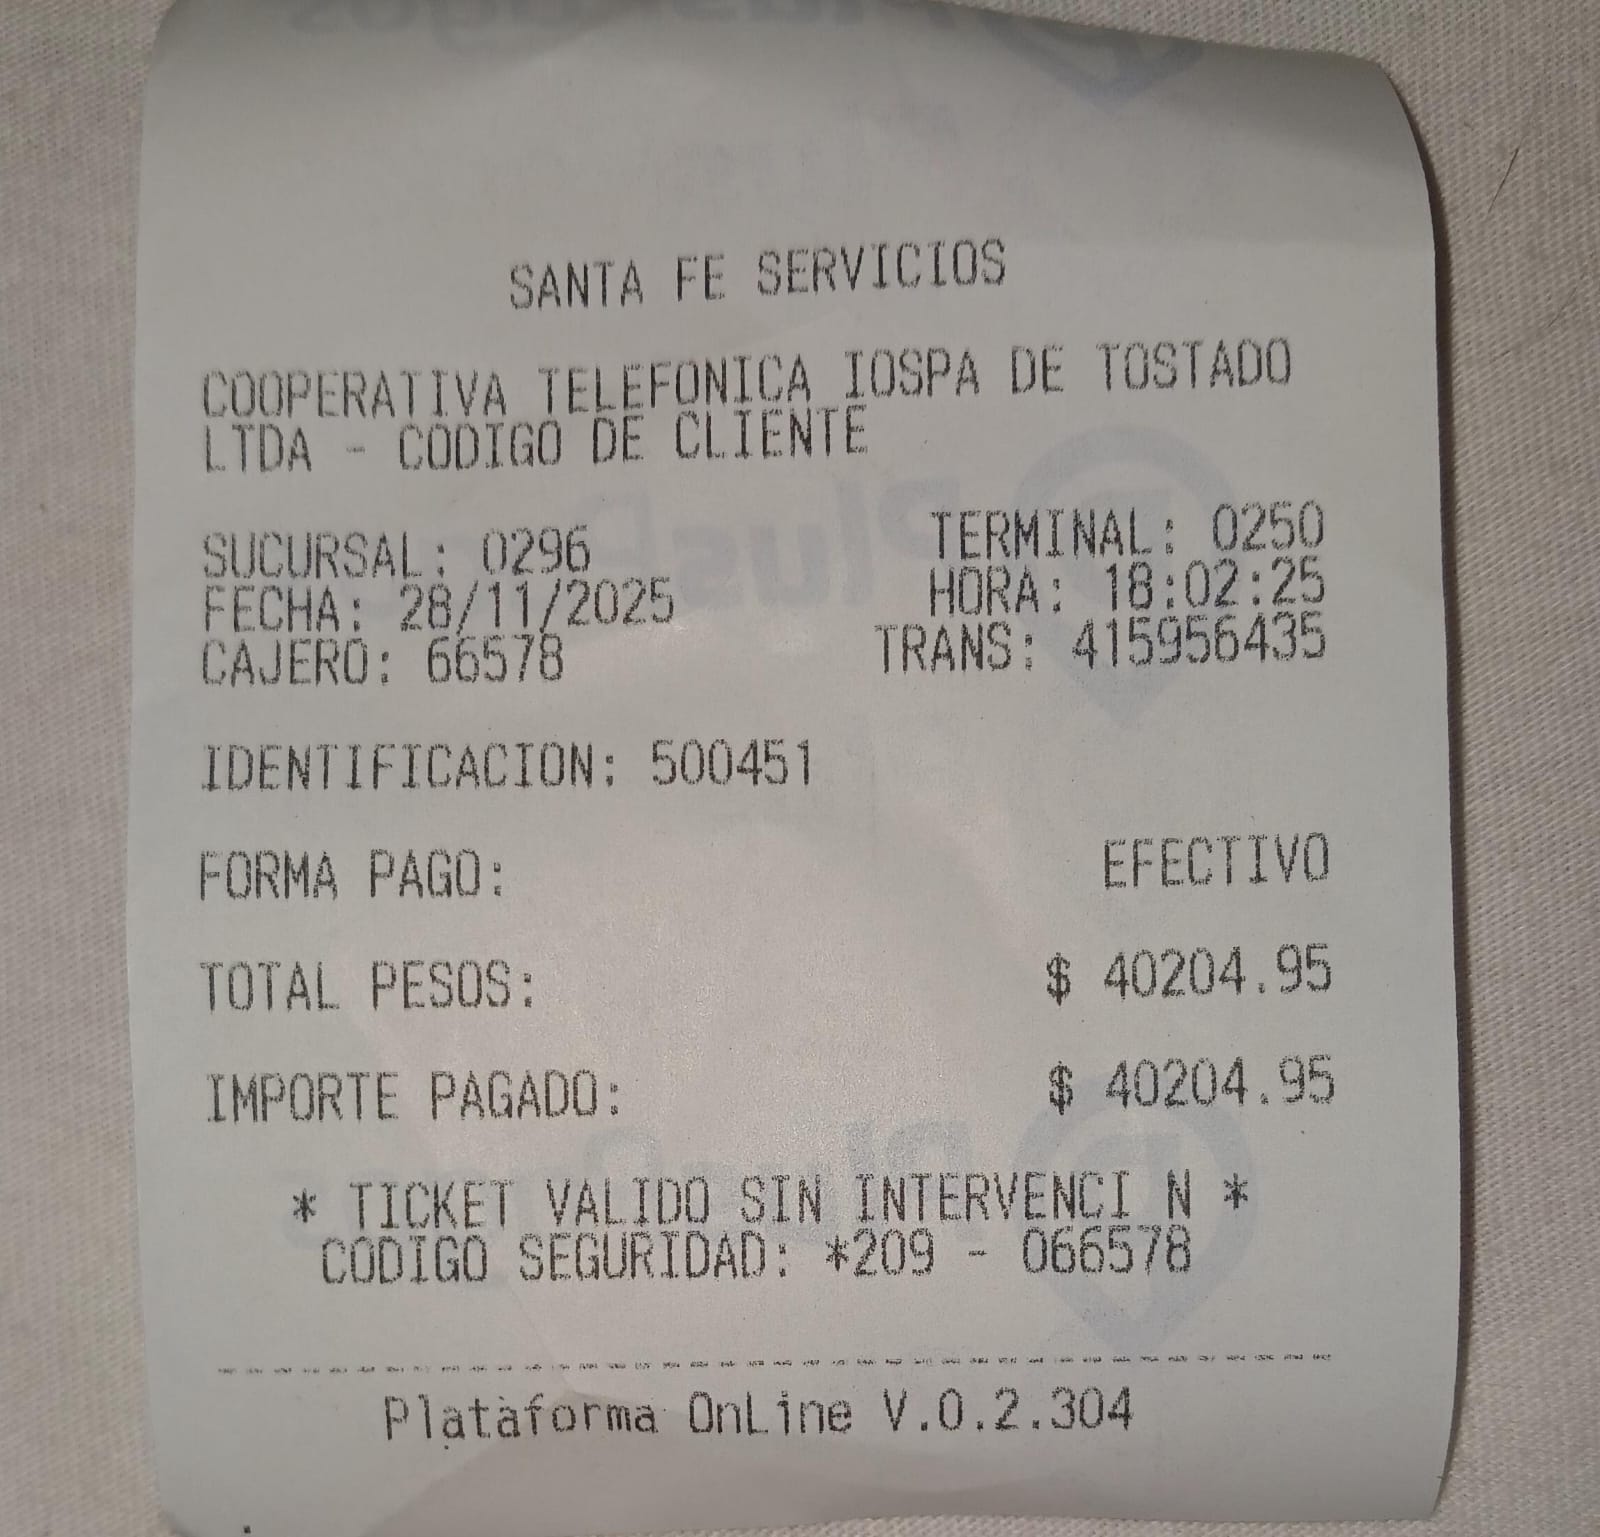 SANTA FE SERVICIOS
COOPERATIVA TELEFONICA IOSPA DE TOSTADO
LTDA - CODIGO DE CLIENTE
SUCURSAL: 0296 TERMINAL: 0250
FECHA: 28/11/2025 HORA: 18:02:25
CAJERO: 66578 TRANS: 415956435
IDENTIFICACION: 500451
FORMA PAGO: EFECTIVO
TOTAL PESOS: $ 40204.95
IMPORTE PAGADO: $ 40204.95
* TICKET VALIDO SIN INTERVENCI N *
CODIGO SEGURIDAD: *209 - 066578
Plataforma OnLine V.0.2.304